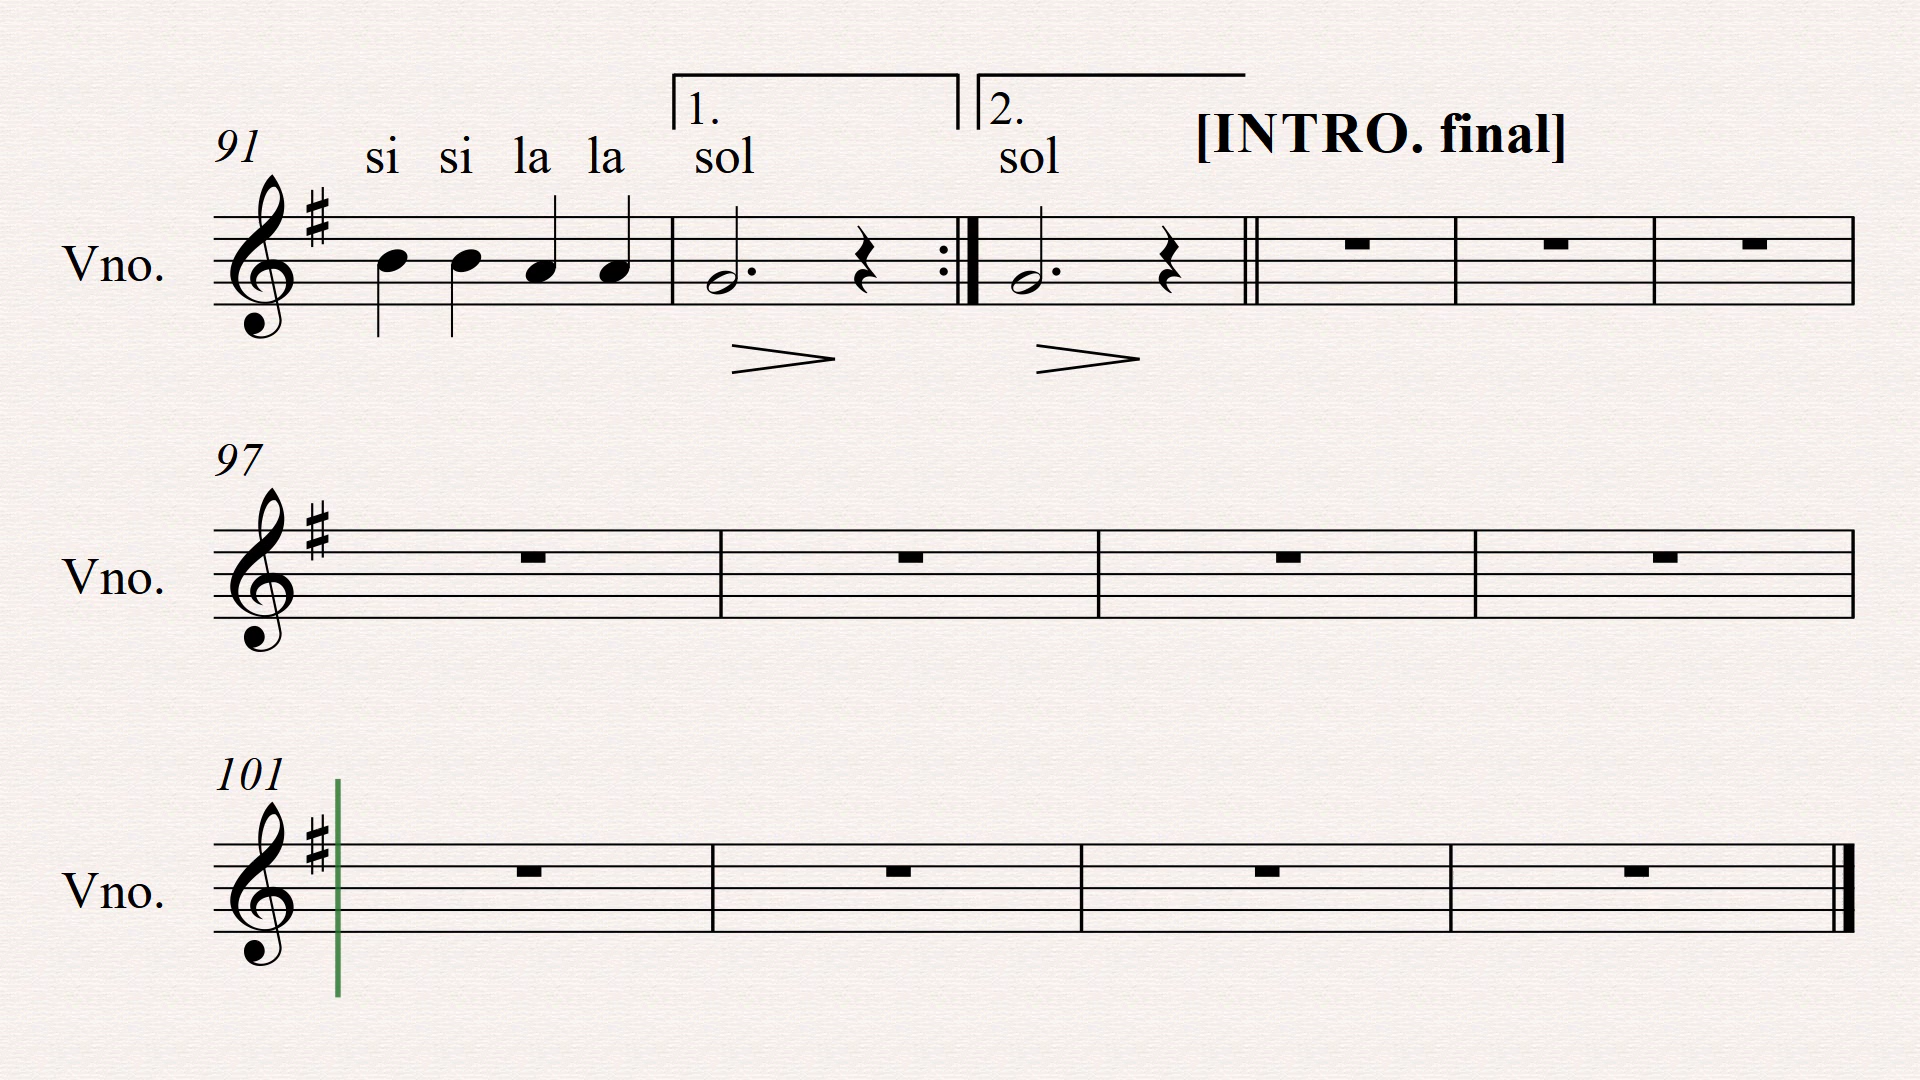 1. 2.
91 si si la la sol sol [INTRO. final]
Vno.
97
Vno.
101
Vno.